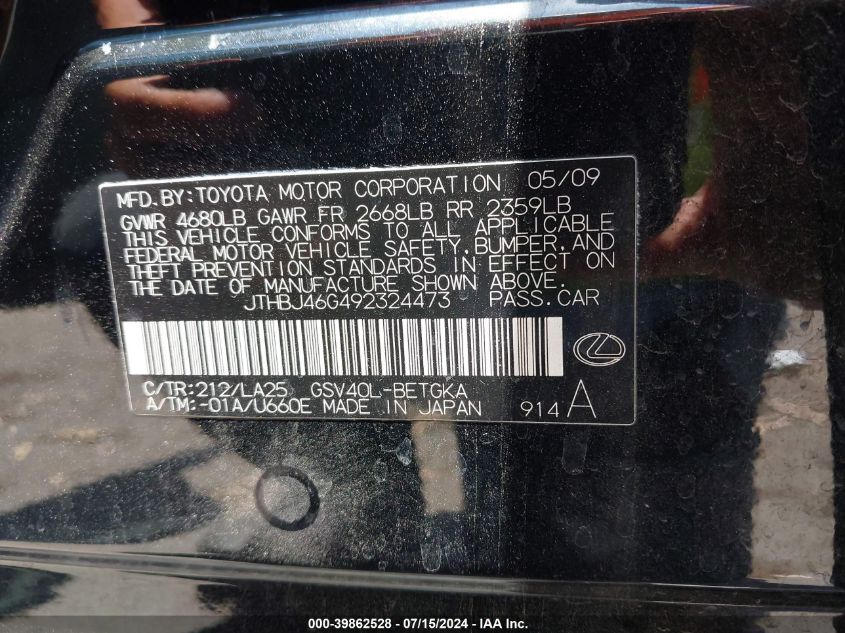 MFD. BY:TOYOTA MOTOR CORPORATION 05/09
GVWR 4680LB GAWR FR 2668LB RR 2359LB
THIS VEHICLE CONFORMS TO ALL APPLICABLE
FEDERAL MOTOR VEHICLE SAFETY,BUMPER,AND
THEFT PREVENTION STANDARDS IN EFFECT ON
THE DATE OF MANUFACTURE SHOWN ABOVE.
JTHBJ46G492324473 PASS.CAR
C/TR:212/LA25 GSV40L-BETGKA
A/TM:-01A/U660E MADE IN JAPAN 914 A
000-39862528 - 07/15/2024 - IAA Inc.